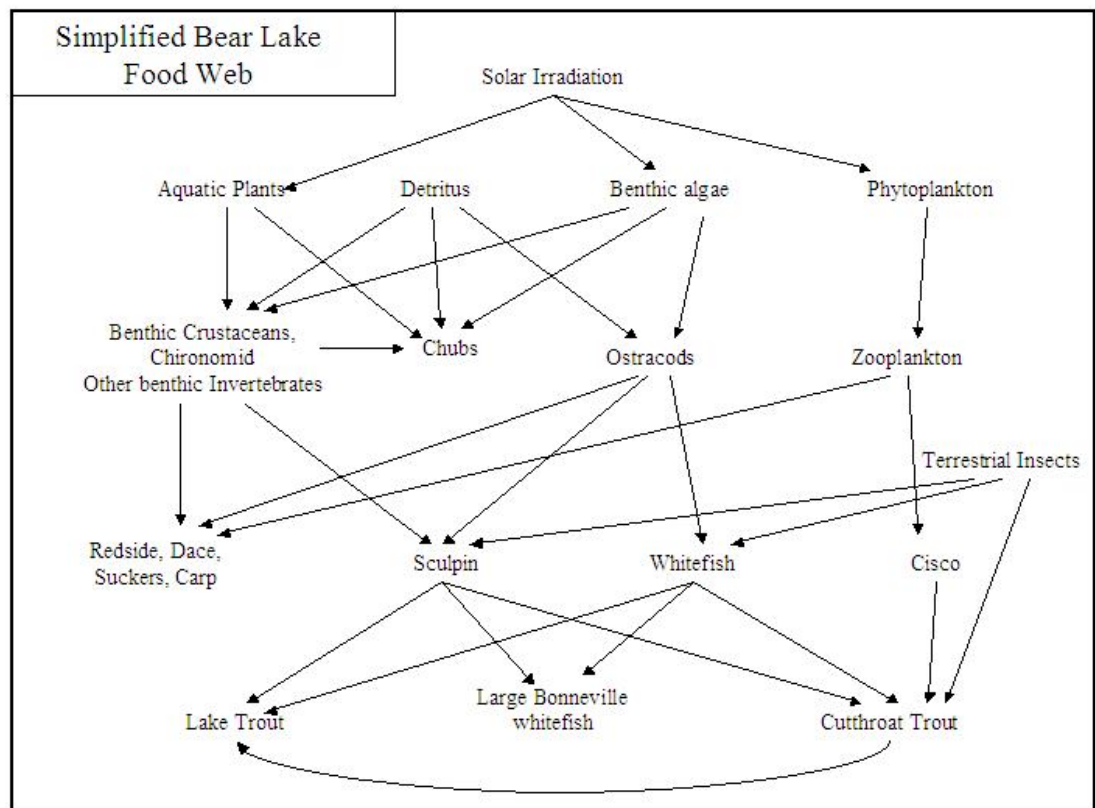 Simplified Bear Lake
Food Web
Solar Irradiation
Aquatic Plants
Detritus
Benthic algae
Phytoplankton
Benthic Crustaceans,
Chironomid
Other benthic Invertebrates
Chubs
Ostracods
Zooplankton
Terrestrial Insects
Redside, Dace,
Suckers, Carp
Sculpin
Whitefish
Cisco
Lake Trout
Large Bonneville
whitefish
Cutthroat Trout